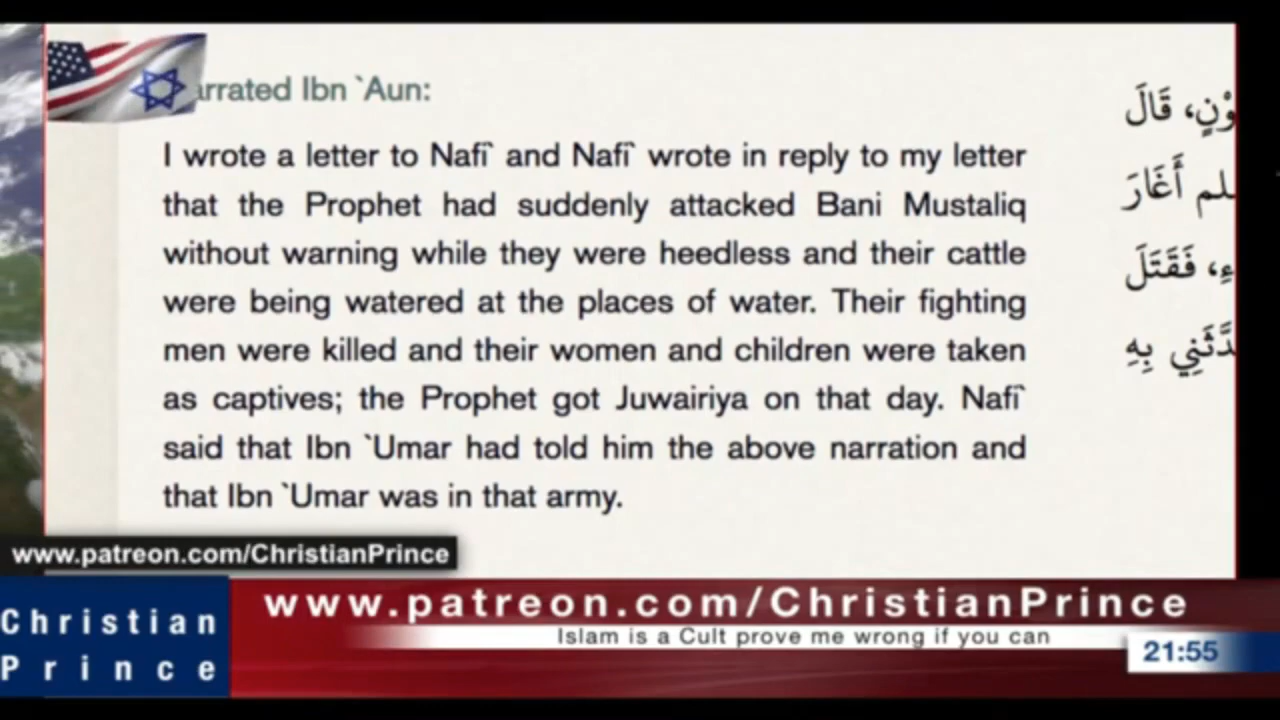 arrated Ibn `Aun:
I wrote a letter to Nafi` and Nafi` wrote in reply to my letter
that the Prophet had suddenly attacked Bani Mustaliq
without warning while they were heedless and their cattle
were being watered at the places of water. Their fighting
men were killed and their women and children were taken
as captives; the Prophet got Juwairiya on that day. Nafi`
said that Ibn `Umar had told him the above narration and
that Ibn `Umar was in that army.
وْنٍ، قَالَ
لم أَغَارَ
ءِ، فَقَتَلَ
دَّثَنِي بِهِ
www.patreon.com/ChristianPrince
Christian
Prince
www.patreon.com/ChristianPrince
Islam is a Cult prove me wrong if you can
21:55